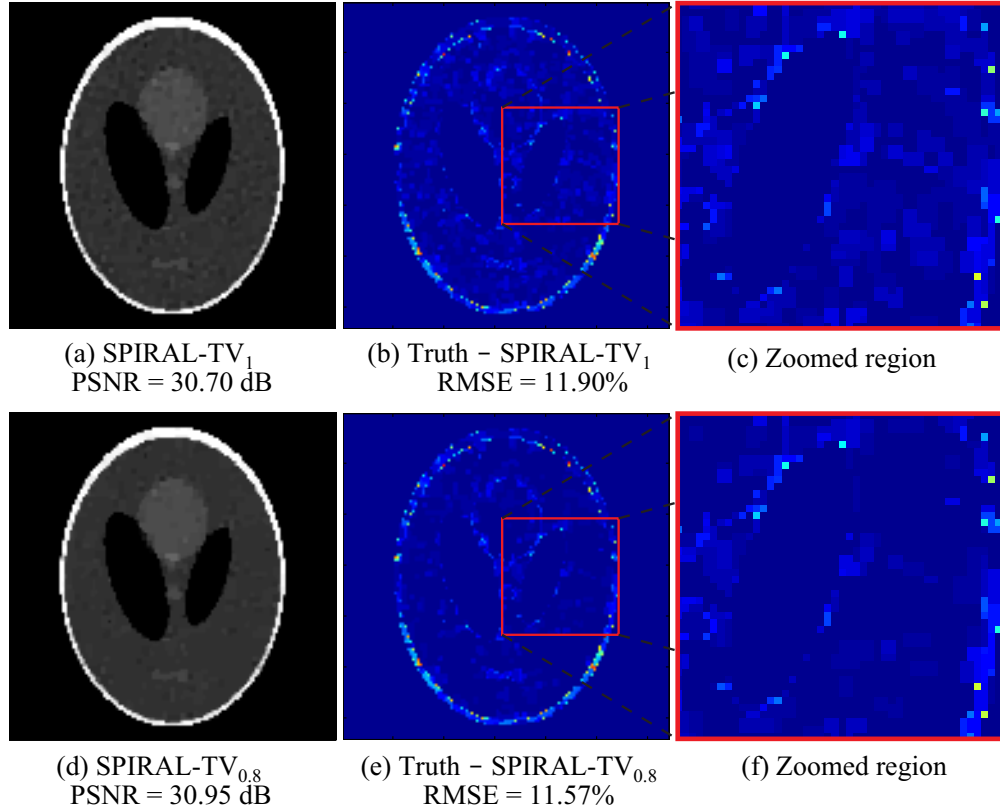 (a) SPIRAL-TV₁
PSNR = 30.70 dB
(b) Truth − SPIRAL-TV₁
RMSE = 11.90%
(c) Zoomed region
(d) SPIRAL-TV₀.₈
PSNR = 30.95 dB
(e) Truth − SPIRAL-TV₀.₈
RMSE = 11.57%
(f) Zoomed region